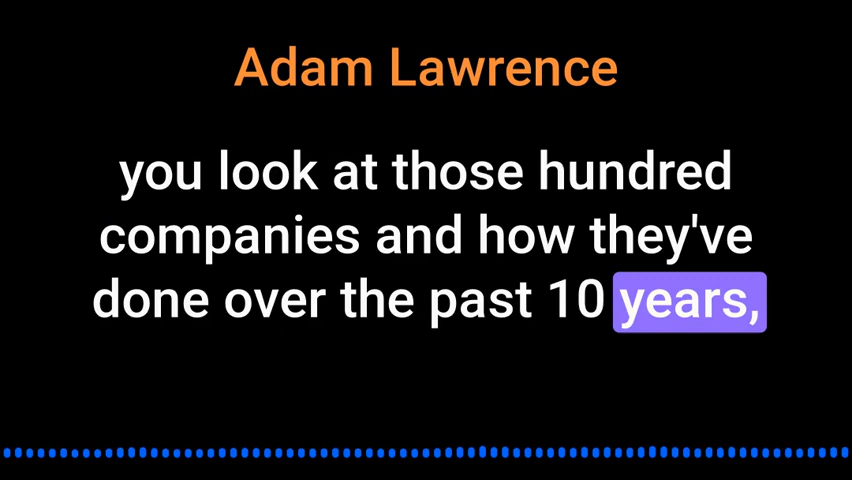 Adam Lawrence
you look at those hundred
companies and how they've
done over the past 10 years,